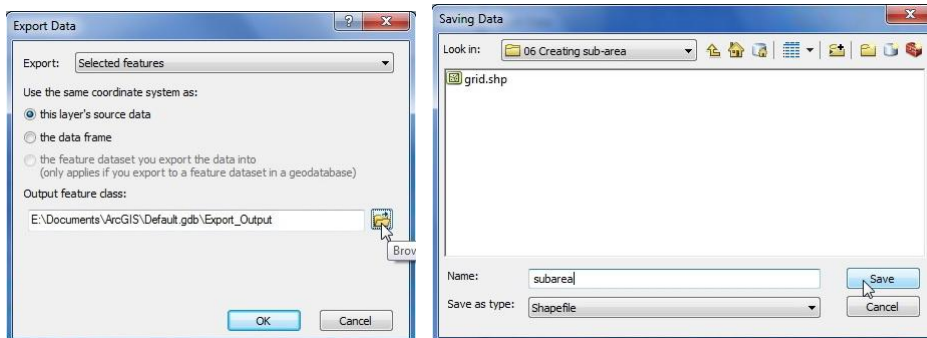 Export Data
Export: Selected features
Use the same coordinate system as:
this layer's source data
the data frame
the feature dataset you export the data into
(only applies if you export to a feature dataset in a geodatabase)
Output feature class:
E:\Documents\ArcGIS\Default.gdb\Export_Output
Brov
OK Cancel
Saving Data
Look in: 06 Creating sub-area
grid.shp
Name: subarea Save
Save as type: Shapefile Cancel